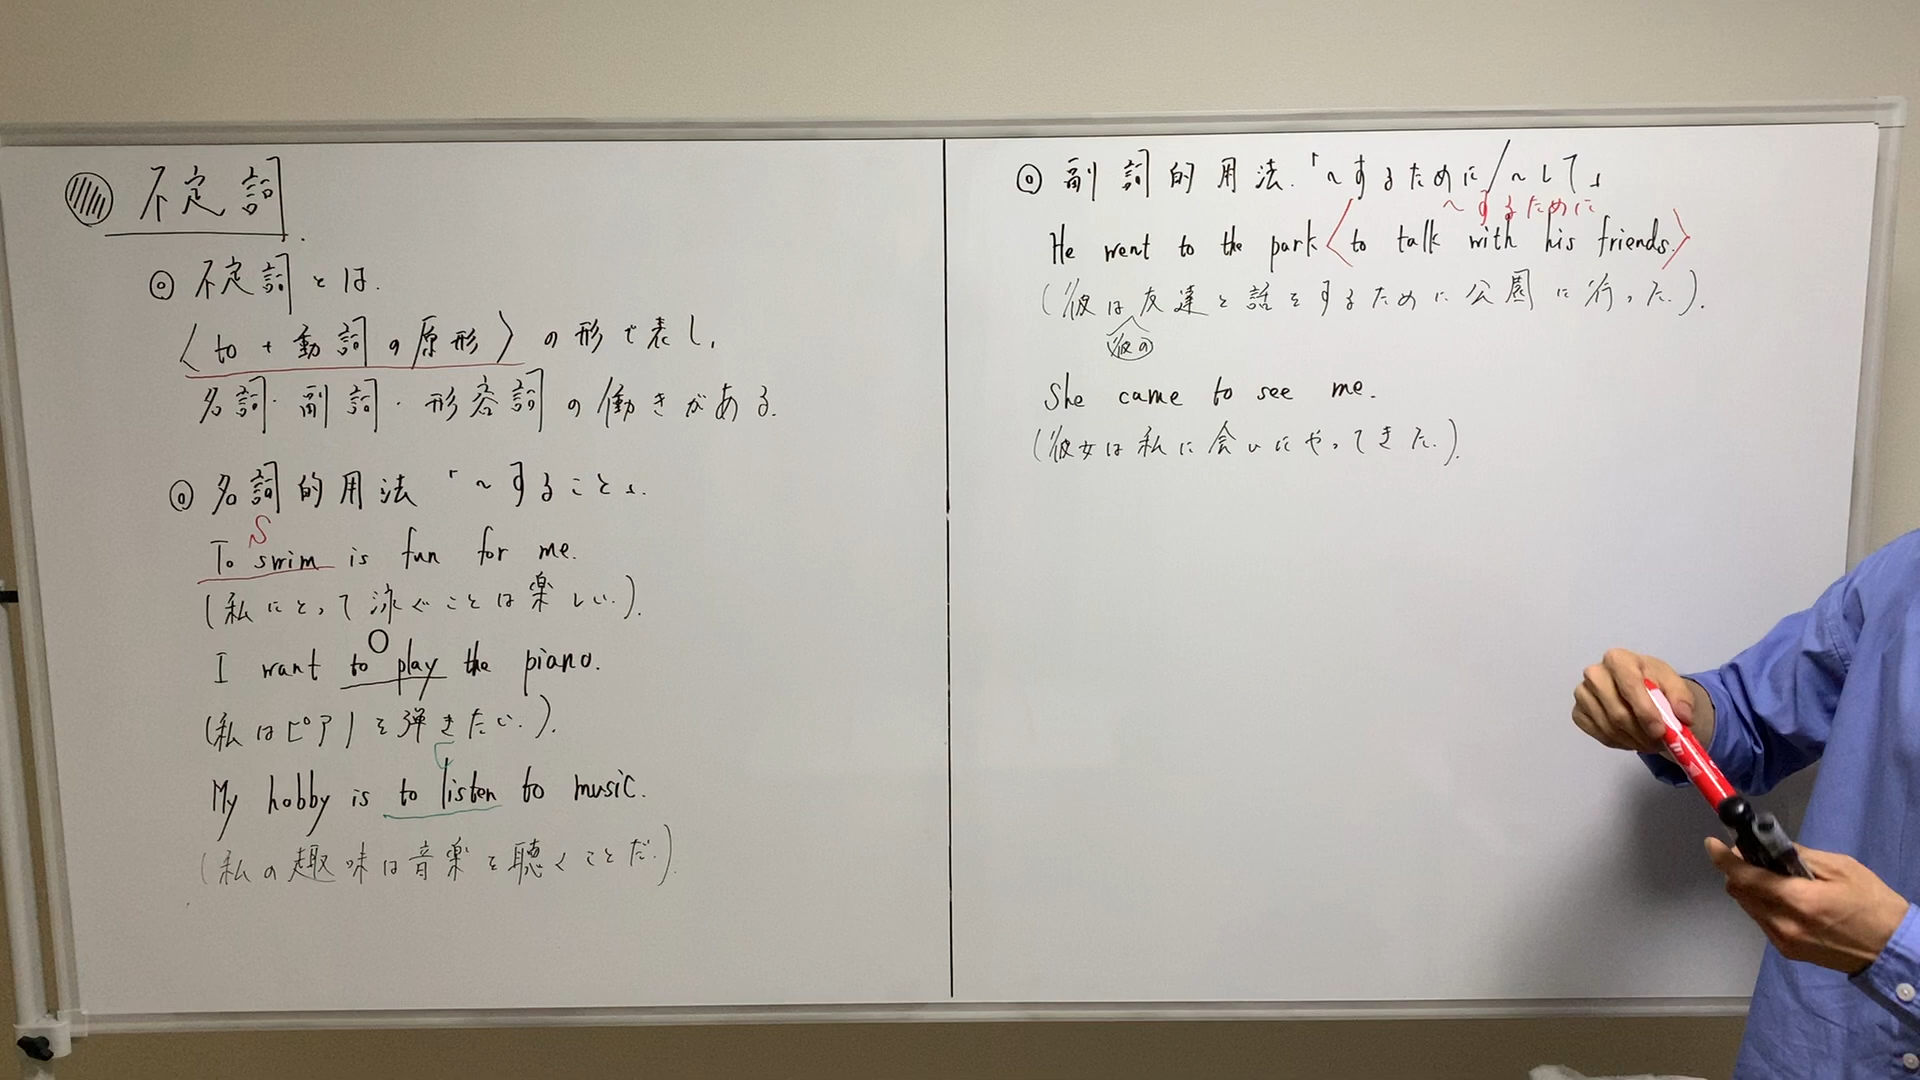 不定詞.
◎ 不定詞とは.
〈to + 動詞の原形〉の形で表し,
名詞・副詞・形容詞の働きがある.
◎ 名詞的用法「~すること」.
S
To swim is fun for me.
(私にとって泳ぐことは楽しい.).
O
I want to play the piano.
(私はピアノを弾きたい.).
C
My hobby is to listen to music.
(私の趣味は音楽を聴くことだ.).
◎ 副詞的用法.「~するために/~して」
~するために
He went to the park〈to talk with his friends.〉
(彼は友達と話をするために公園に行った.).
彼の
She came to see me.
(彼女は私に会いにやってきた.).